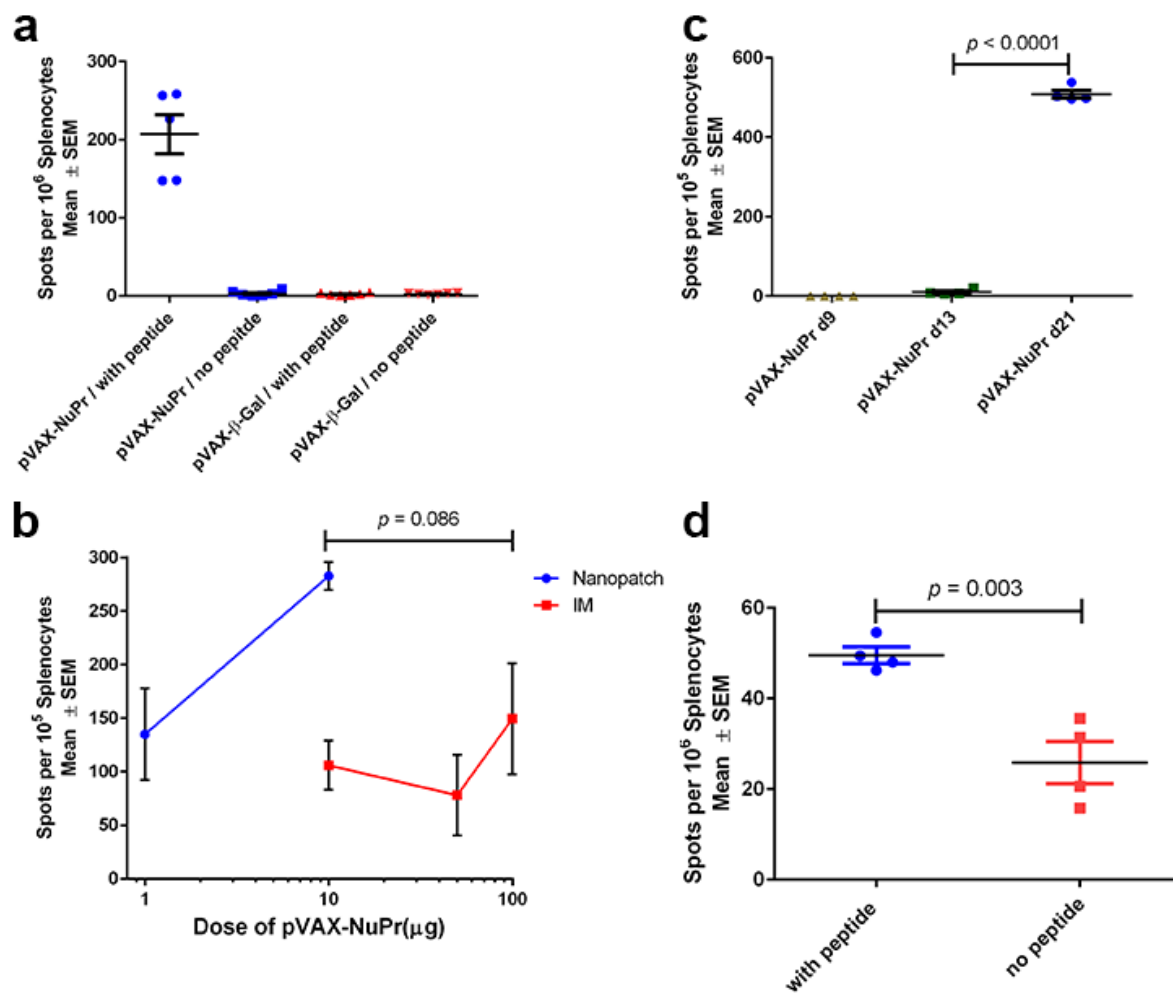 a
300
200
100
0
Spots per 10⁶ Splenocytes
Mean ± SEM
pVAX-NuPr / with peptide
pVAX-NuPr / no pepitde
pVAX-β-Gal / with peptide
pVAX-β-Gal / no peptide
c
p < 0.0001
600
400
200
0
Spots per 10⁵ Splenocytes
Mean ± SEM
pVAX-NuPr d9
pVAX-NuPr d13
pVAX-NuPr d21
b
p = 0.086
300
250
200
150
100
50
0
Spots per 10⁵ Splenocytes
Mean ± SEM
1
10
100
Dose of pVAX-NuPr(μg)
Nanopatch
IM
d
p = 0.003
60
40
20
0
Spots per 10⁶ Splenocytes
Mean ± SEM
with peptide
no peptide